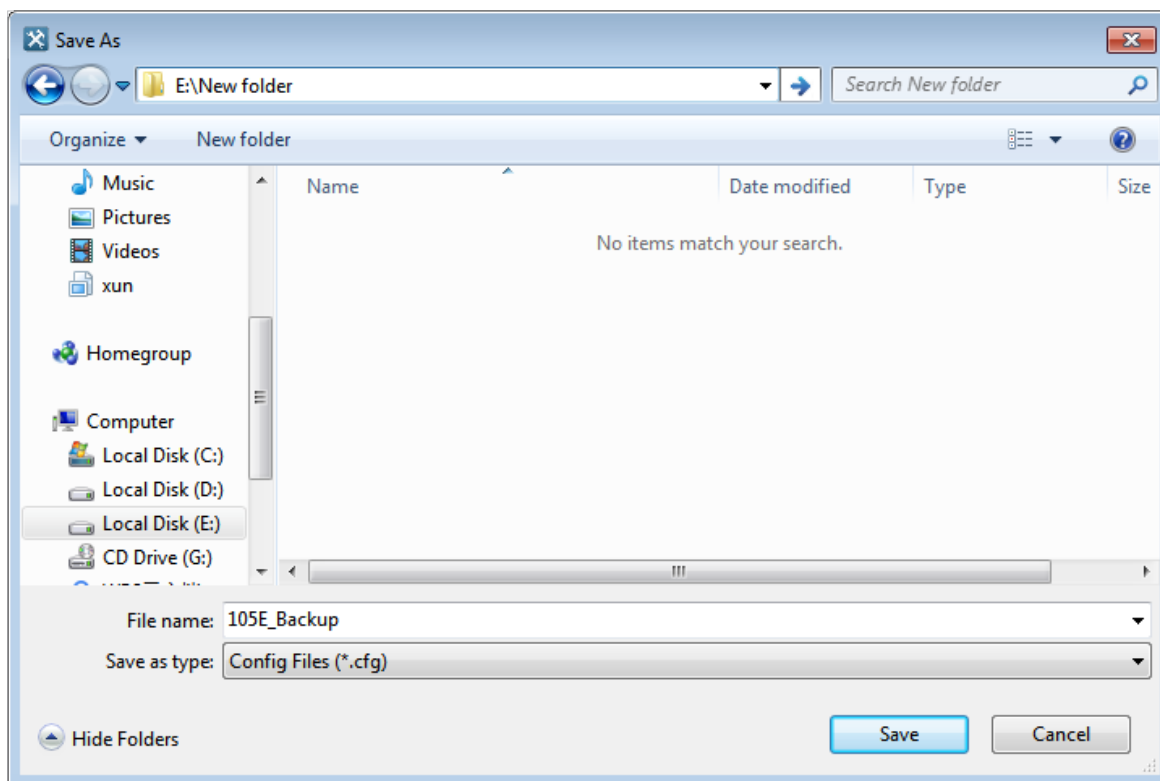 Save As
E:\New folder
Search New folder
Organize
New folder
Name
Date modified
Type
Size
No items match your search.
Music
Pictures
Videos
xun
Homegroup
Computer
Local Disk (C:)
Local Disk (D:)
Local Disk (E:)
CD Drive (G:)
File name: 105E_Backup
Save as type: Config Files (*.cfg)
Hide Folders
Save
Cancel